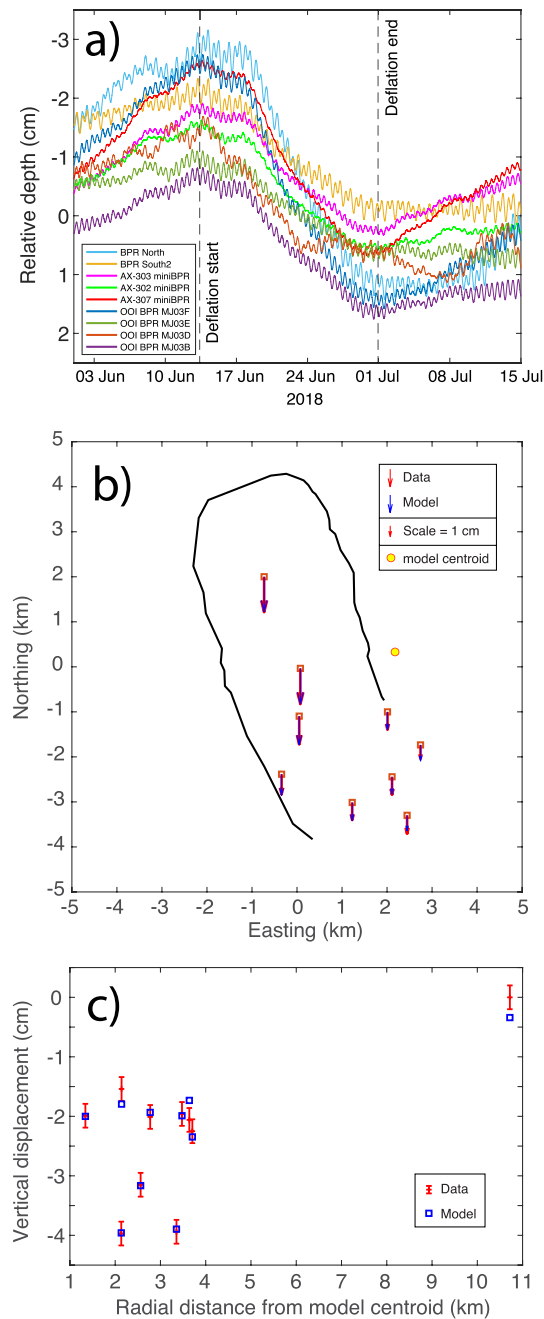 a)
-3
-2
-1
0
1
2
Relative depth (cm)
Deflation start
Deflation end
BPR North
BPR South2
AX-303 miniBPR
AX-302 miniBPR
AX-307 miniBPR
OOI BPR MJ03F
OOI BPR MJ03E
OOI BPR MJ03D
OOI BPR MJ03B
03 Jun 10 Jun 17 Jun 24 Jun 01 Jul 08 Jul 15 Jul
2018
b)
5
4
3
2
1
0
-1
-2
-3
-4
-5
Northing (km)
Data
Model
Scale = 1 cm
model centroid
-5 -4 -3 -2 -1 0 1 2 3 4 5
Easting (km)
c)
0
-1
-2
-3
-4
Vertical displacement (cm)
Data
Model
1 2 3 4 5 6 7 8 9 10 11
Radial distance from model centroid (km)